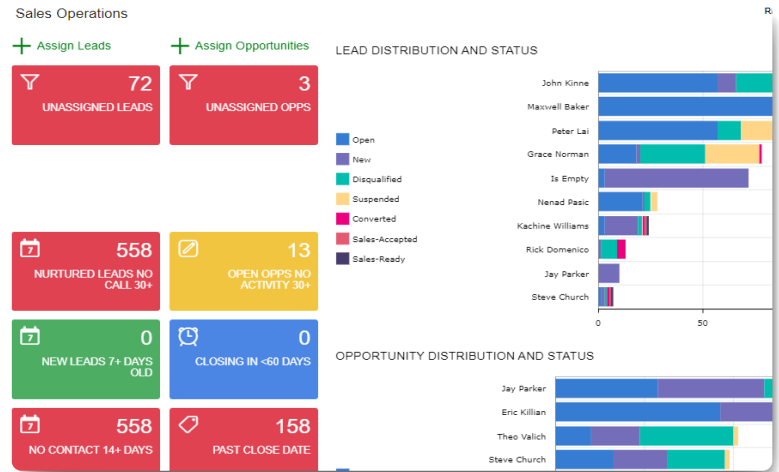 Sales Operations
Assign Leads
Assign Opportunities
72
UNASSIGNED LEADS
3
UNASSIGNED OPPS
7
558
NURTURED LEADS NO
CALL 30+
13
OPEN OPPS NO
ACTIVITY 30+
7
0
NEW LEADS 7+ DAYS
OLD
0
CLOSING IN <60 DAYS
7
558
NO CONTACT 14+ DAYS
158
PAST CLOSE DATE
LEAD DISTRIBUTION AND STATUS
Open
New
Disqualified
Suspended
Converted
Sales-Accepted
Sales-Ready
John Kinne
Maxwell Baker
Peter Lai
Grace Norman
Is Empty
Nenad Pasic
Kachine Williams
Rick Domenico
Jay Parker
Steve Church
0
50
OPPORTUNITY DISTRIBUTION AND STATUS
Jay Parker
Eric Killian
Theo Valich
Steve Church